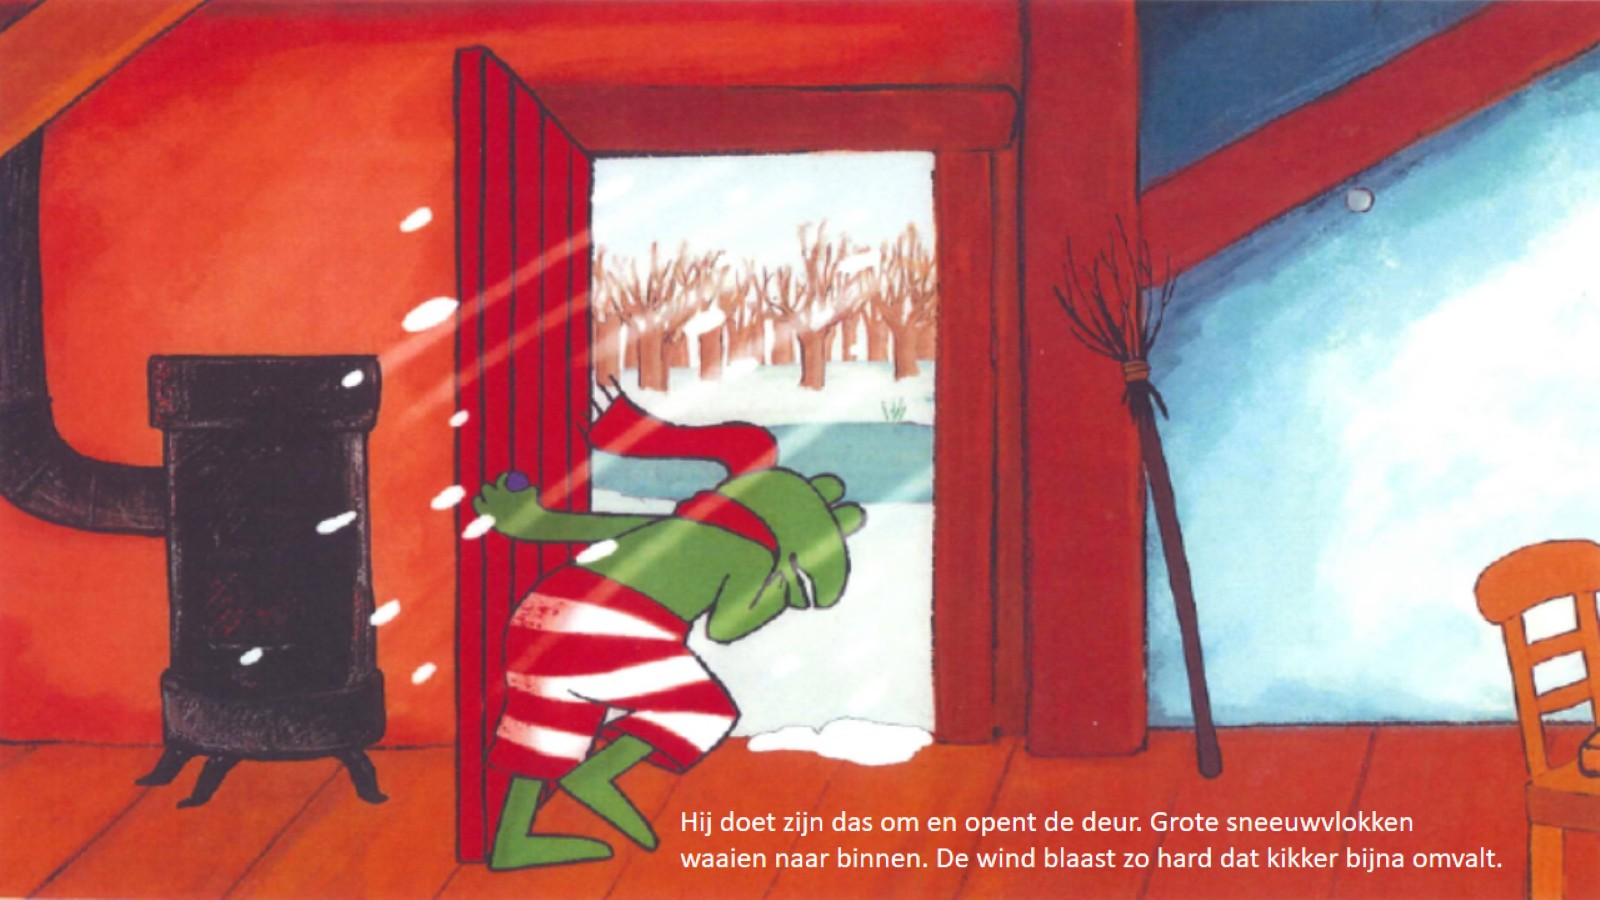 Hij doet zijn das om en opent de deur. Grote sneeuwvlokken
waaien naar binnen. De wind blaast zo hard dat kikker bijna omvalt.